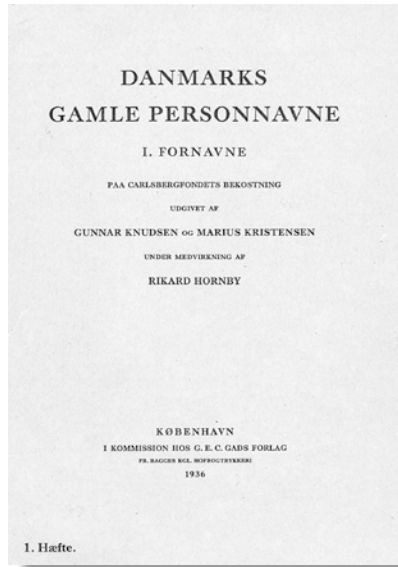 DANMARKS
GAMLE PERSONNAVNE
I. FORNAVNE
PAA CARLSBERGFONDETS BEKOSTNING
UDGIVET AF
GUNNAR KNUDSEN OG MARIUS KRISTENSEN
UNDER MEDVIRKNING AF
RIKARD HORNBY
KØBENHAVN
I KOMMISSION HOS G. E. C. GADS FORLAG
FR. BAGGES KGL. HOFBOGTRYKKERI
1936
1. Hæfte.